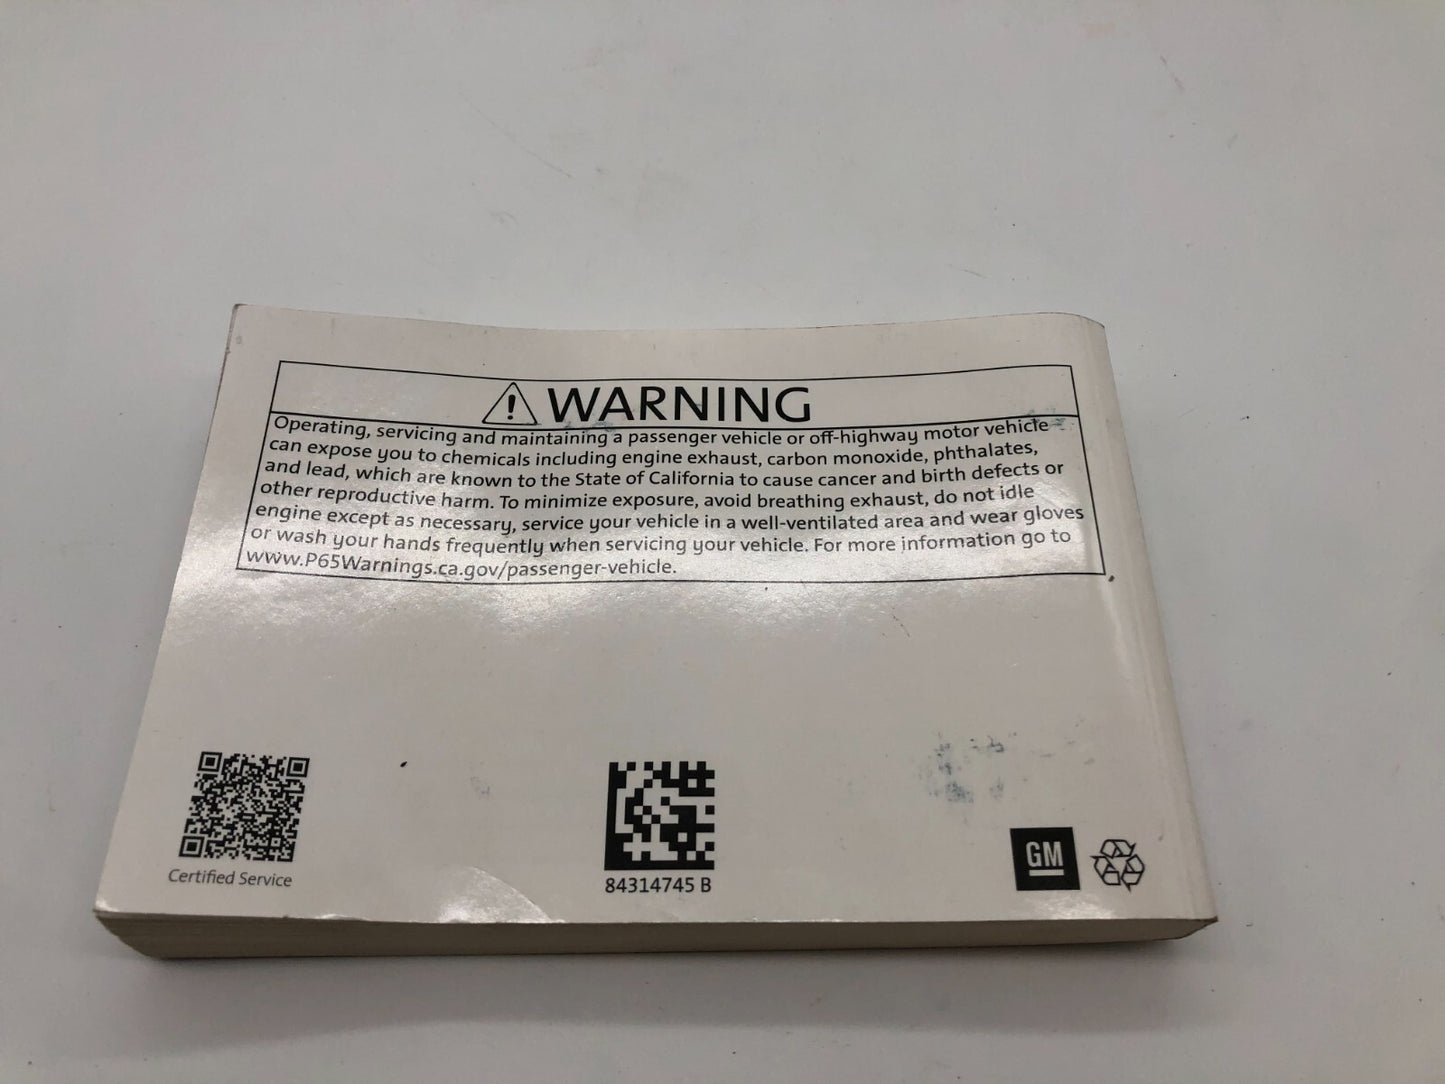 WARNING
Operating, servicing and maintaining a passenger vehicle or off-highway motor vehicle
can expose you to chemicals including engine exhaust, carbon monoxide, phthalates,
and lead, which are known to the State of California to cause cancer and birth defects or
other reproductive harm. To minimize exposure, avoid breathing exhaust, do not idle
engine except as necessary, service your vehicle in a well-ventilated area and wear gloves
or wash your hands frequently when servicing your vehicle. For more information go to
www.P65Warnings.ca.gov/passenger-vehicle.
Certified Service
84314745 B
GM